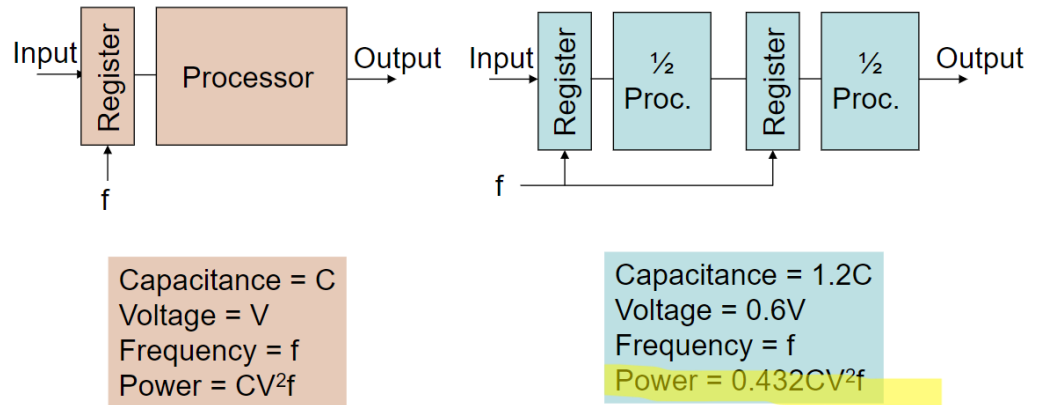 Input
Register
Processor
Output
f
Input
Register
½
Proc.
Register
½
Proc.
Output
f
Capacitance = C
Voltage = V
Frequency = f
Power = CV²f
Capacitance = 1.2C
Voltage = 0.6V
Frequency = f
Power = 0.432CV²f